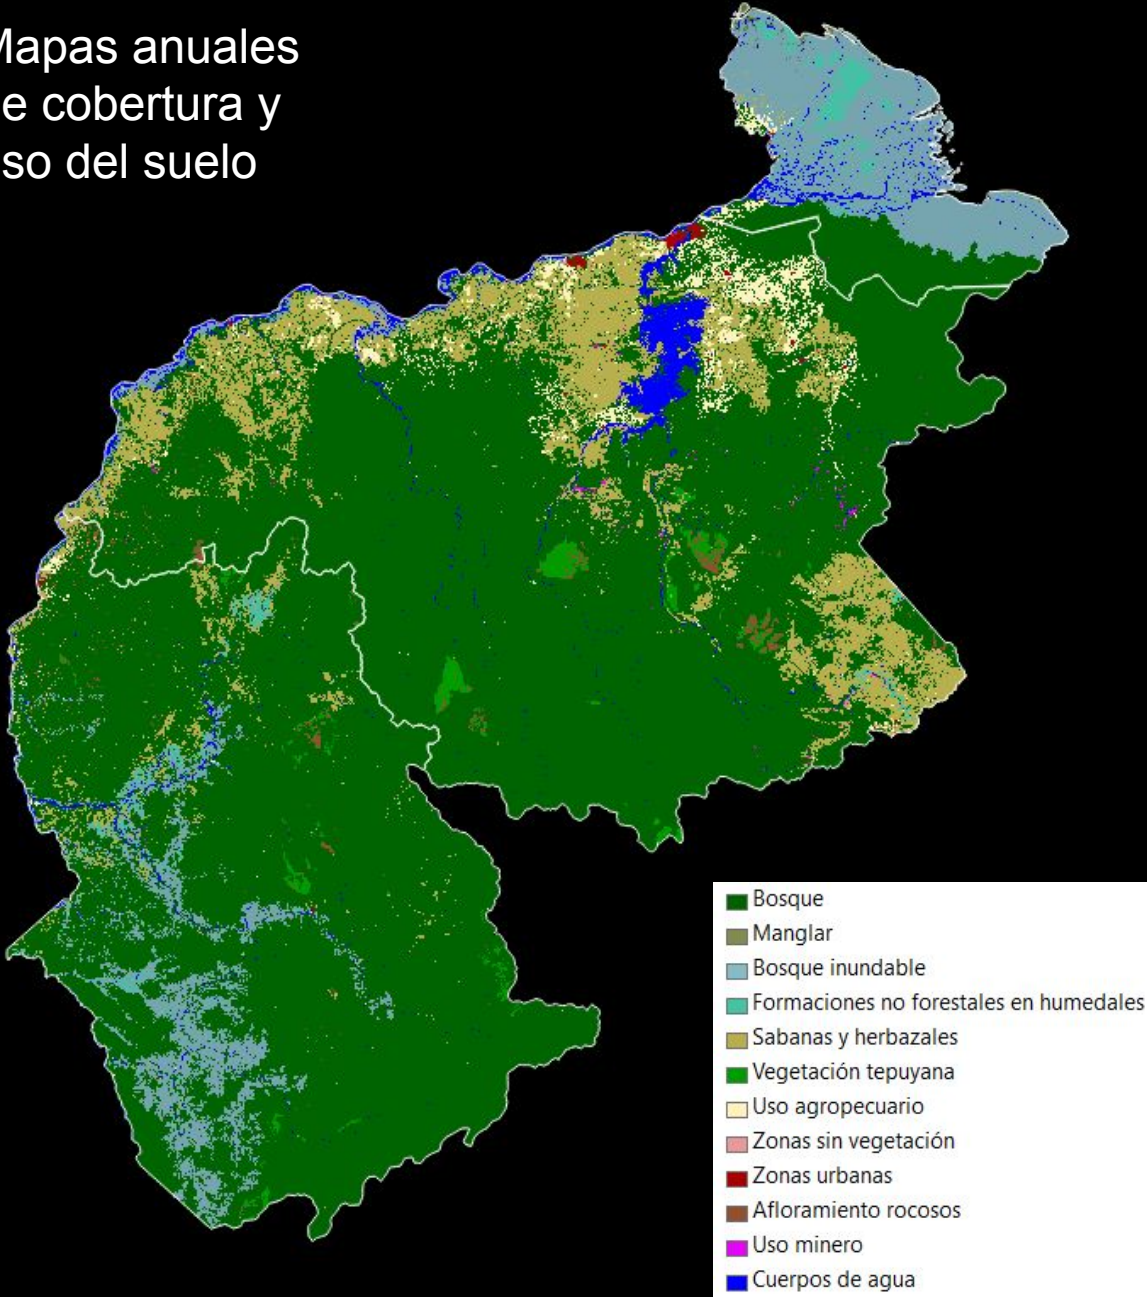 Mapas anuales
e cobertura y
so del suelo
Bosque
Manglar
Bosque inundable
Formaciones no forestales en humedales
Sabanas y herbazales
Vegetación tepuyana
Uso agropecuario
Zonas sin vegetación
Zonas urbanas
Afloramiento rocosos
Uso minero
Cuerpos de agua